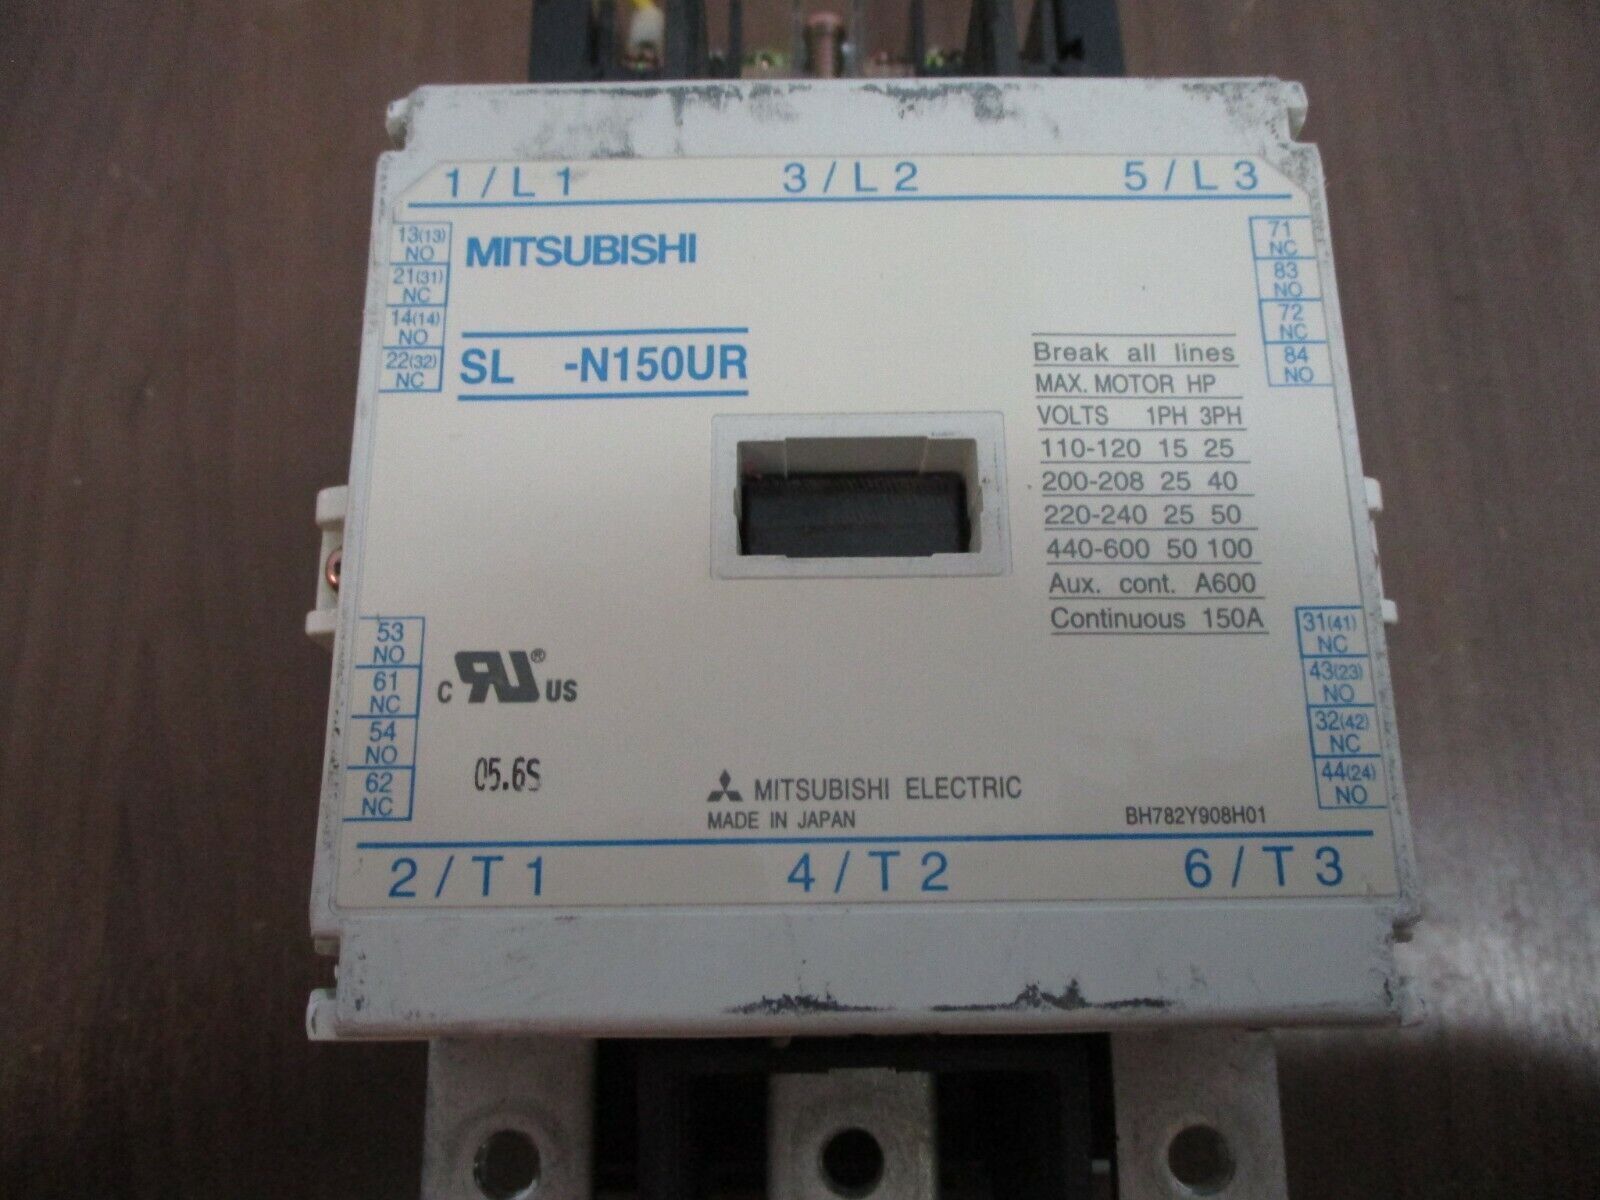 1/L1 3/L2 5/L3
13(13)
NO
21(31)
NC
14(14)
NO
22(32)
NC
MITSUBISHI
SL -N150UR
71
NC
83
NO
72
NC
84
NO
Break all lines
MAX. MOTOR HP
VOLTS 1PH 3PH
110-120 15 25
200-208 25 40
220-240 25 50
440-600 50 100
Aux. cont. A600
Continuous 150A
53
NO
61
NC
54
NO
62
NC
C RU® US
05.6S
31(41)
NC
43(23)
NO
32(42)
NC
44(24)
NO
MITSUBISHI ELECTRIC
MADE IN JAPAN
BH782Y908H01
2/T1 4/T2 6/T3